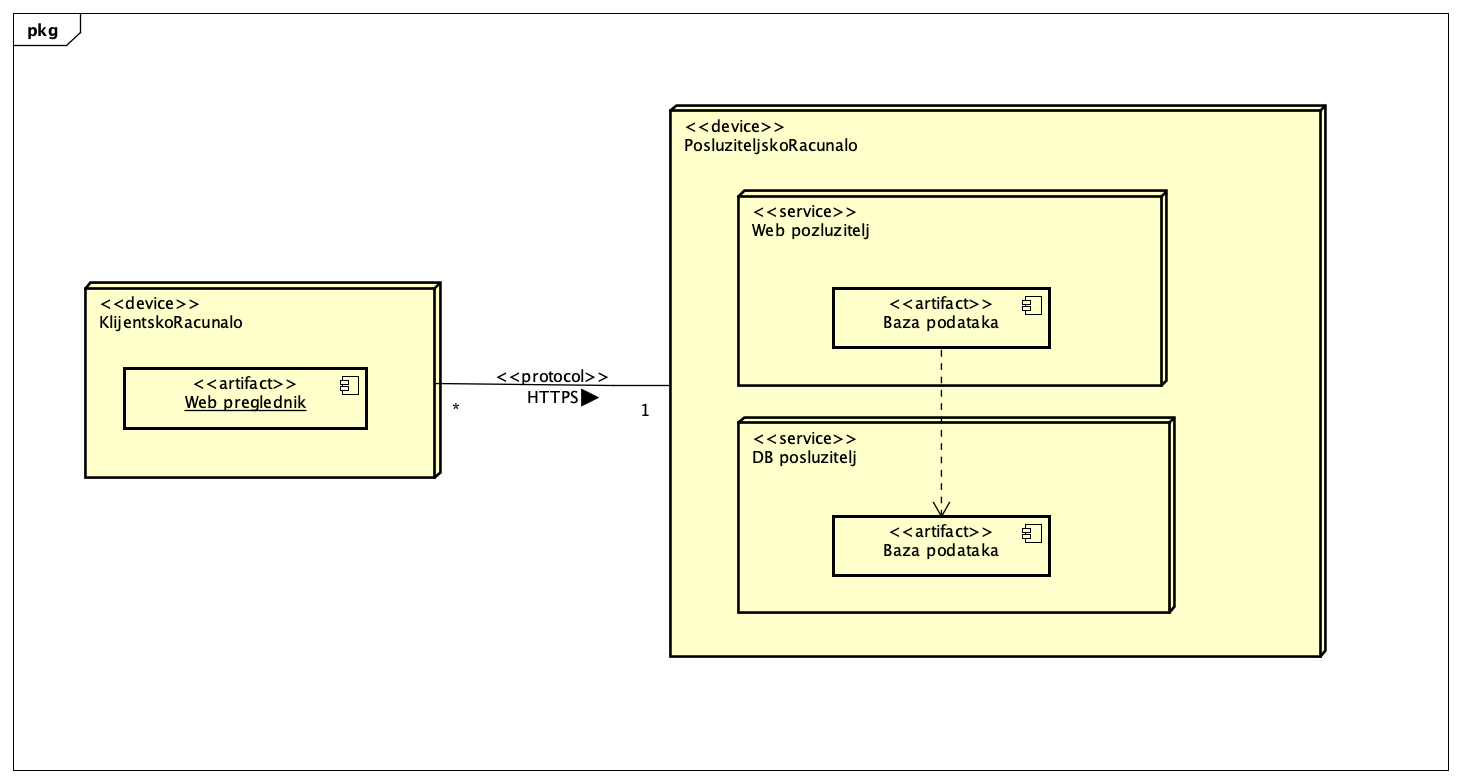 pkg
<<device>>
KlijentskoRacunalo
<<artifact>>
Web preglednik
<<protocol>>
HTTPS
*
1
<<device>>
PosluziteljskoRacunalo
<<service>>
Web pozluzitelj
<<artifact>>
Baza podataka
<<service>>
DB posluzitelj
<<artifact>>
Baza podataka